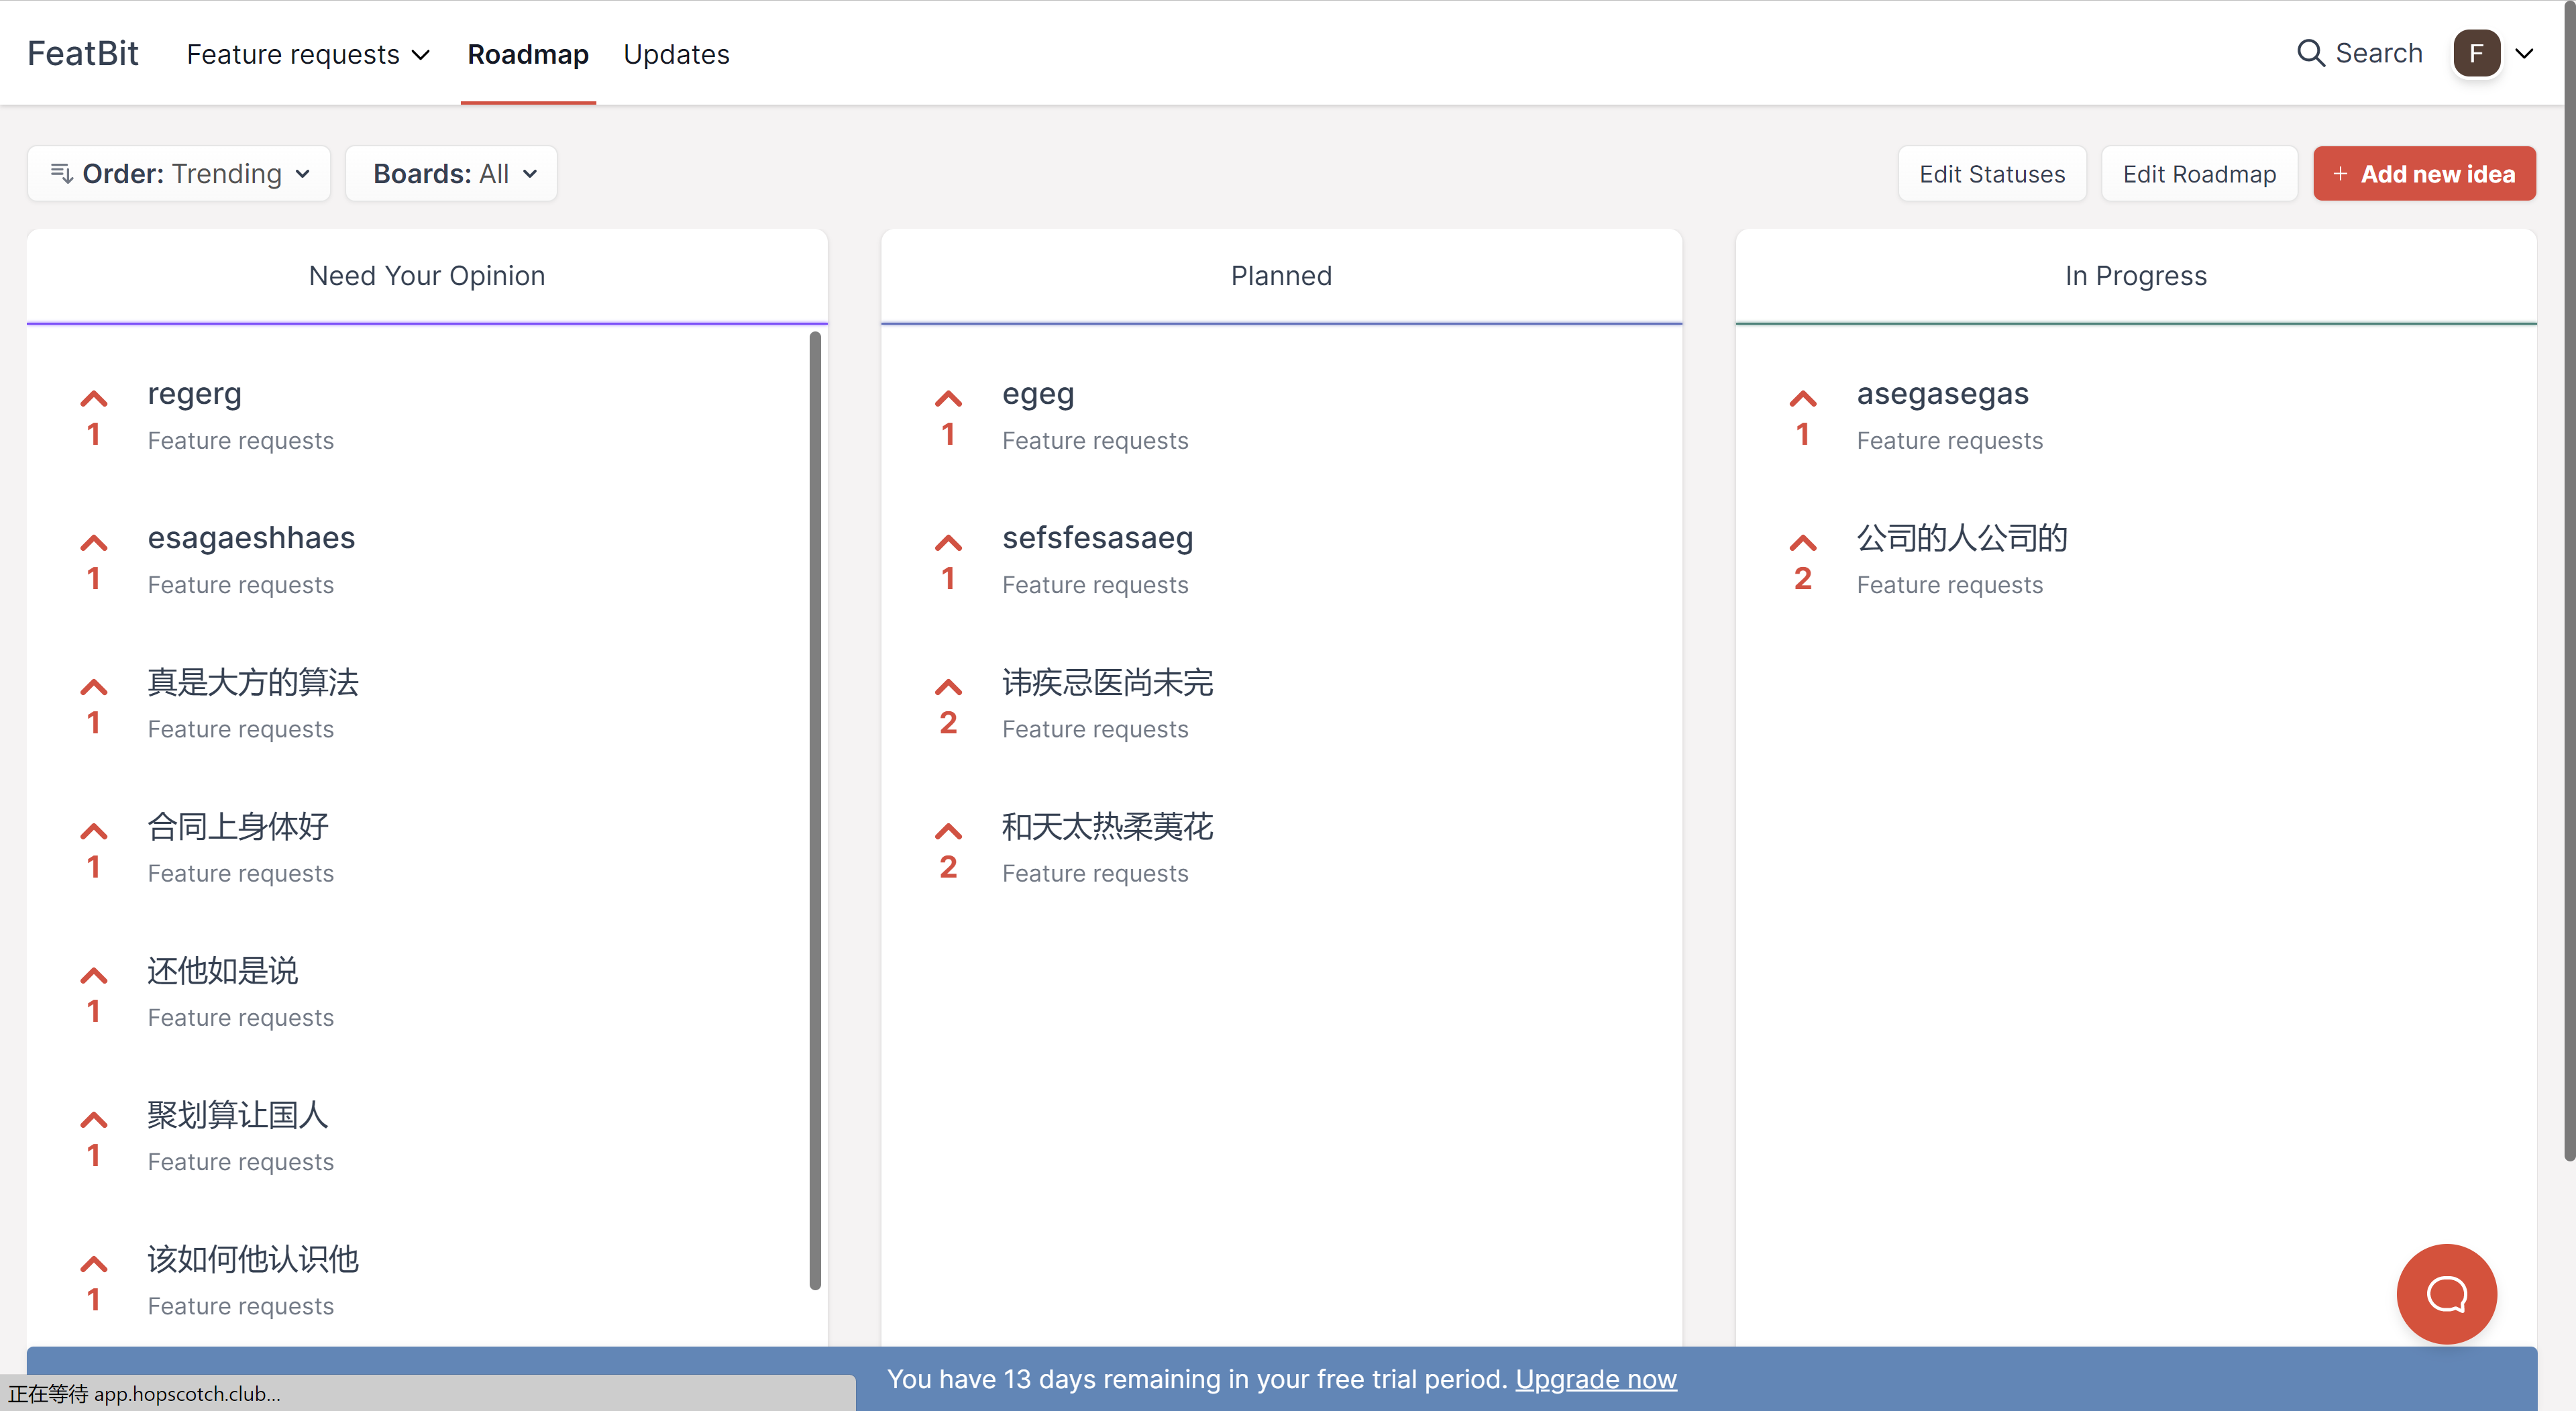 FeatBit
Feature requests
Roadmap
Updates
Search
F
Order: Trending
Boards: All
Edit Statuses
Edit Roadmap
+ Add new idea
Need Your Opinion
regerg
1
Feature requests
esagaeshhaes
1
Feature requests
真是大方的算法
1
Feature requests
合同上身体好
1
Feature requests
还他如是说
1
Feature requests
聚划算让国人
1
Feature requests
该如何他认识他
1
Feature requests
Planned
egeg
1
Feature requests
sefsfesasaeg
1
Feature requests
讳疾忌医尚未完
2
Feature requests
和天太热柔荑花
2
Feature requests
In Progress
asegasegas
1
Feature requests
公司的人公司的
2
Feature requests
You have 13 days remaining in your free trial period. Upgrade now
正在等待 app.hopscotch.club...